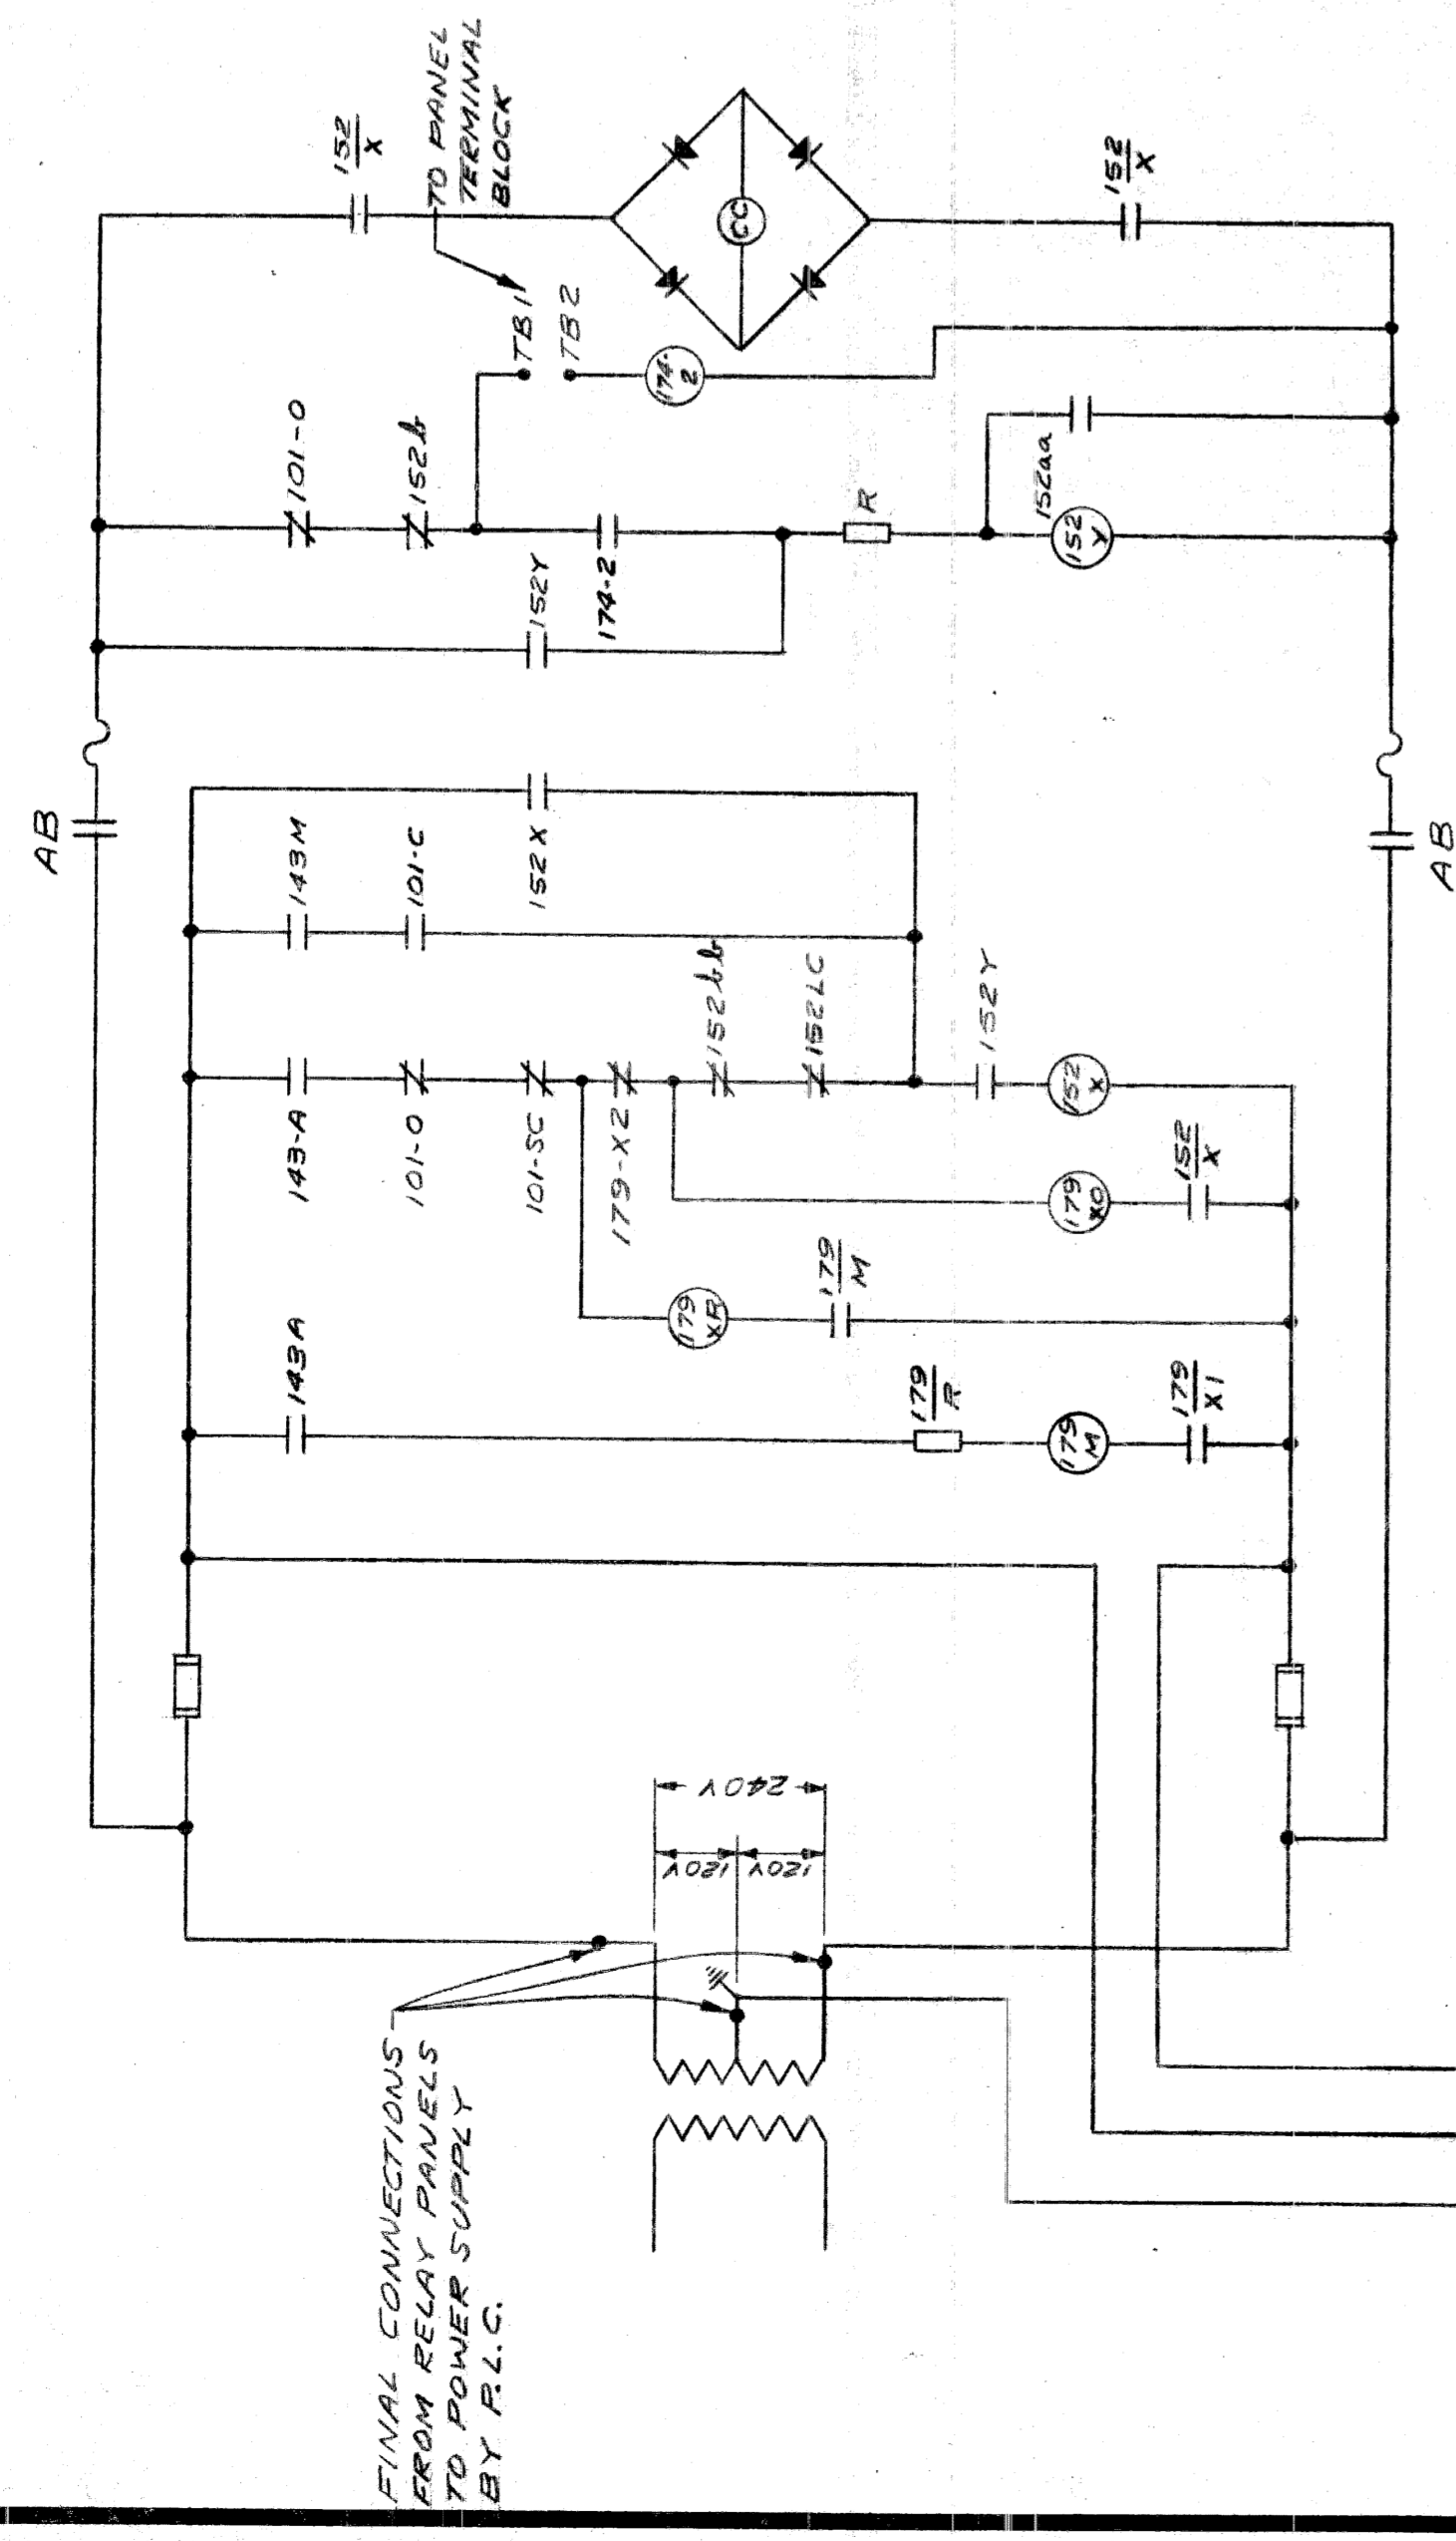 FINAL CONNECTIONS
FROM RELAY PANELS
TO POWER SUPPLY
BY P.L.C.
240V
120V
120V
AB
AB
143A
179
R
179
M
179
X1
179
XR
179
M
143-A
101-O
101-SC
179-X2
152bb
152LC
152Y
152
X
179
XO
152
X
143M
101-C
152X
152Y
101-O
152b
174-2
R
152
Y
152aa
TB1
TB2
174-
2
TO PANEL
TERMINAL
BLOCK
152
X
CC
152
X